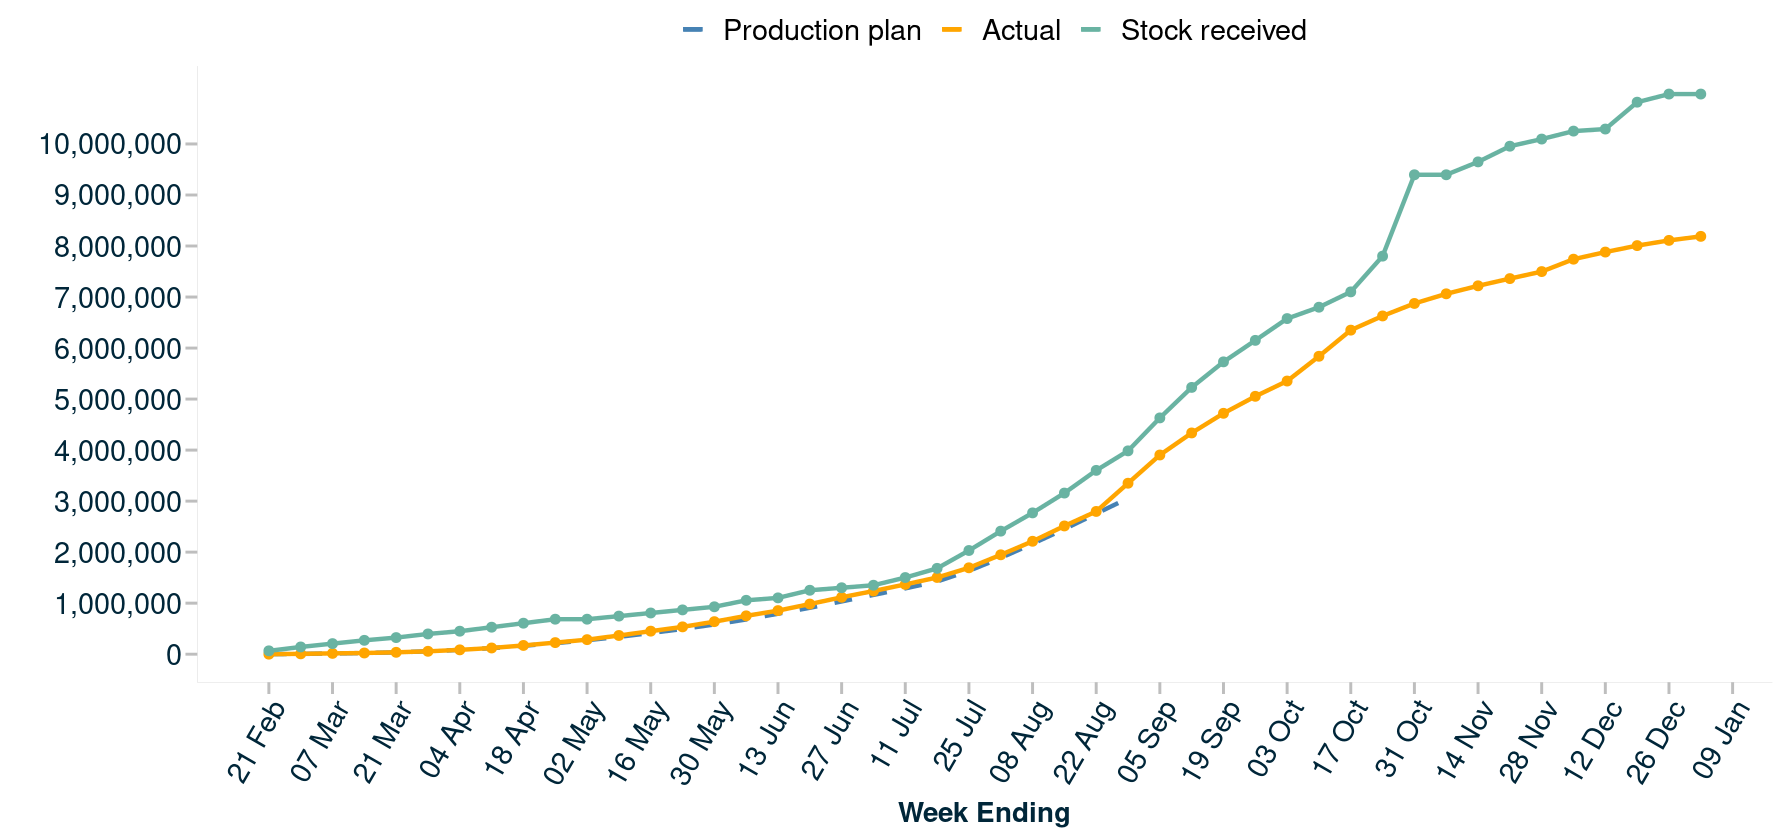 Production plan Actual Stock received
10,000,000
9,000,000
8,000,000
7,000,000
6,000,000
5,000,000
4,000,000
3,000,000
2,000,000
1,000,000
0
21 Feb
07 Mar
21 Mar
04 Apr
18 Apr
02 May
16 May
30 May
13 Jun
27 Jun
11 Jul
25 Jul
08 Aug
22 Aug
05 Sep
19 Sep
03 Oct
17 Oct
31 Oct
14 Nov
28 Nov
12 Dec
26 Dec
09 Jan
Week Ending